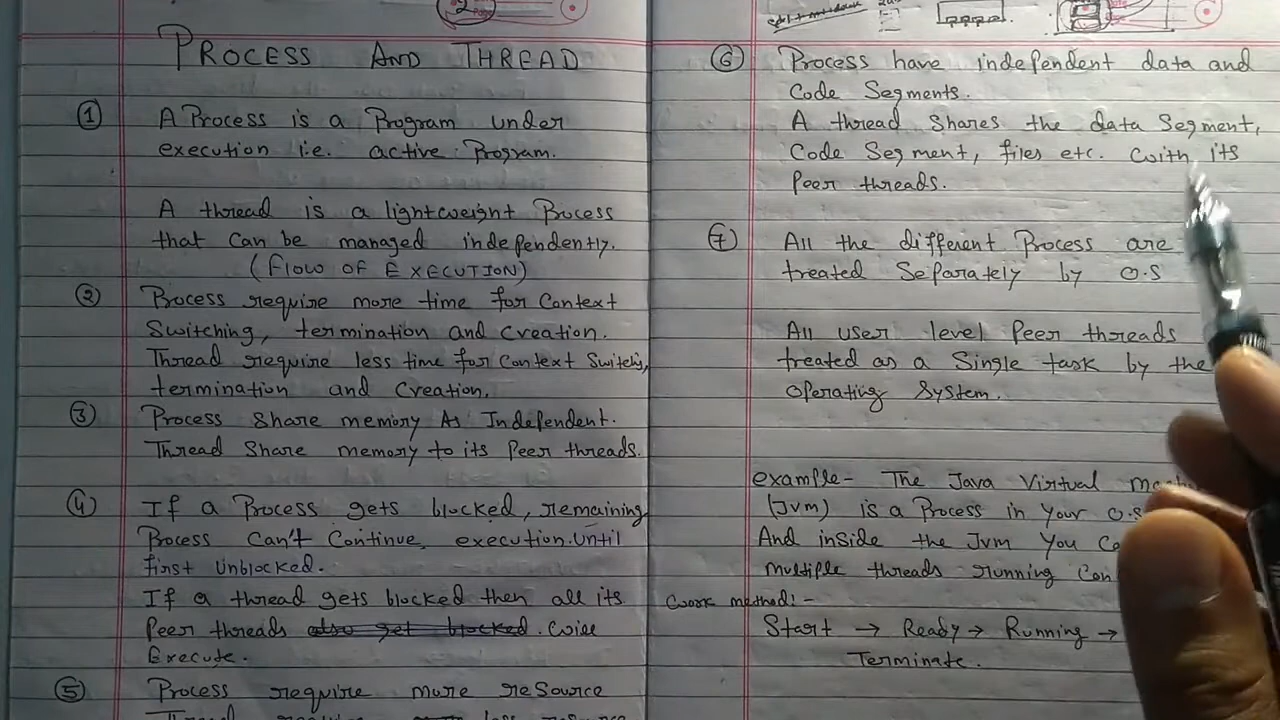 2
PROCESS AND THREAD
① A Process is a Program under
execution i.e. active Program.
A thread is a lightweight Process
that can be managed independently.
(FLOW OF EXECUTION)
② Process require more time for Context
Switching, termination and creation.
Thread require less time for Context Switchig,
termination and creation.
③ Process Share memory As Independent.
Thread Share memory to its Peer threads.
④ If a Process gets blocked, remaining
Process Can't Continue execution until
first Unblocked.
If a thread gets blocked then all its
Peer threads also get blocked. will
Execute.
⑤ Process require more resource
Thread require less
⑥ Process have independent data and
Code Segments.
A thread Shares the data Segment,
Code Segment, files etc. with its
Peer threads.
⑦ All the different Process are
treated Separately by O.S
All user level Peer threads
treated as a Single task by the
Operating System.
example- The Java Virtual
(Jvm) is a Process in Your O.S
And inside the Jvm You
multiple threads running
Work method:-
Start → Ready → Running →
Terminate.